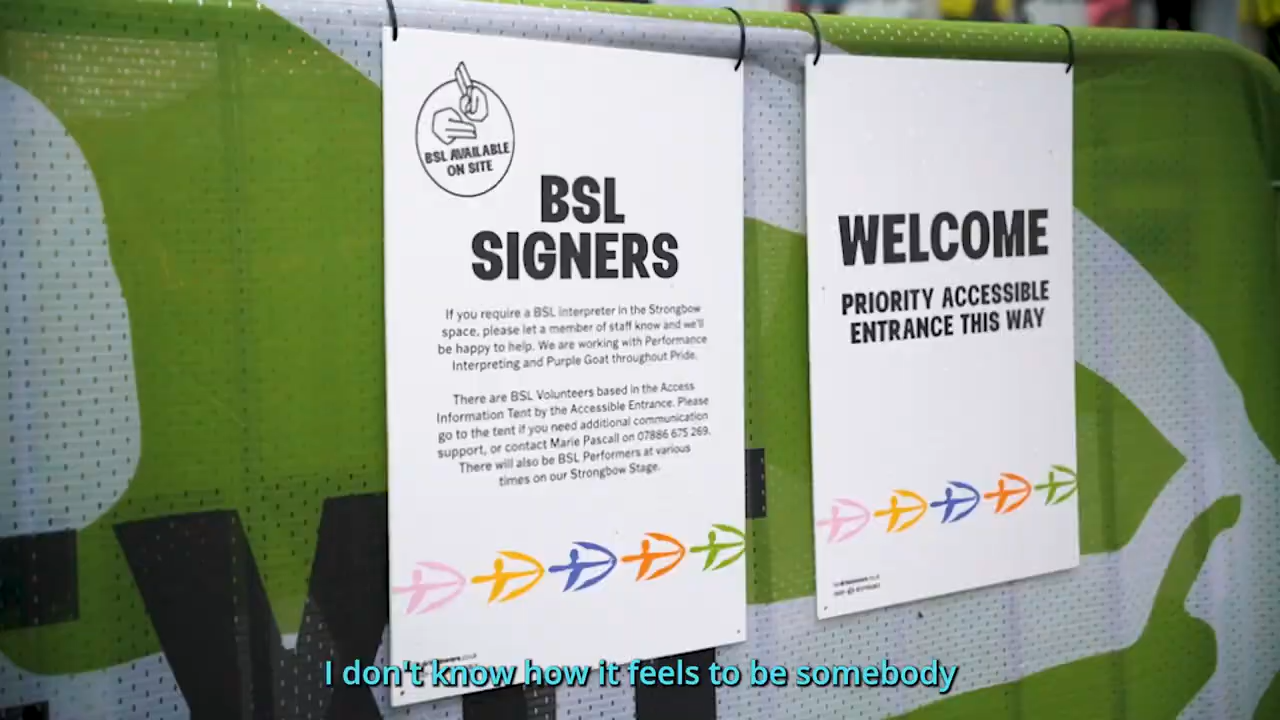 BSL AVAILABLE
ON SITE
BSL
SIGNERS
If you require a BSL interpreter in the Strongbow
space, please let a member of staff know and we'll
be happy to help. We are working with Performance
Interpreting and Purple Goat throughout Pride.
There are BSL Volunteers based in the Access
Information Tent by the Accessible Entrance. Please
go to the tent if you need additional communication
support, or contact Marie Pascall on 07886 675 269.
There will also be BSL Performers at various
times on our Strongbow Stage.
WELCOME
PRIORITY ACCESSIBLE
ENTRANCE THIS WAY
I don't know how it feels to be somebody